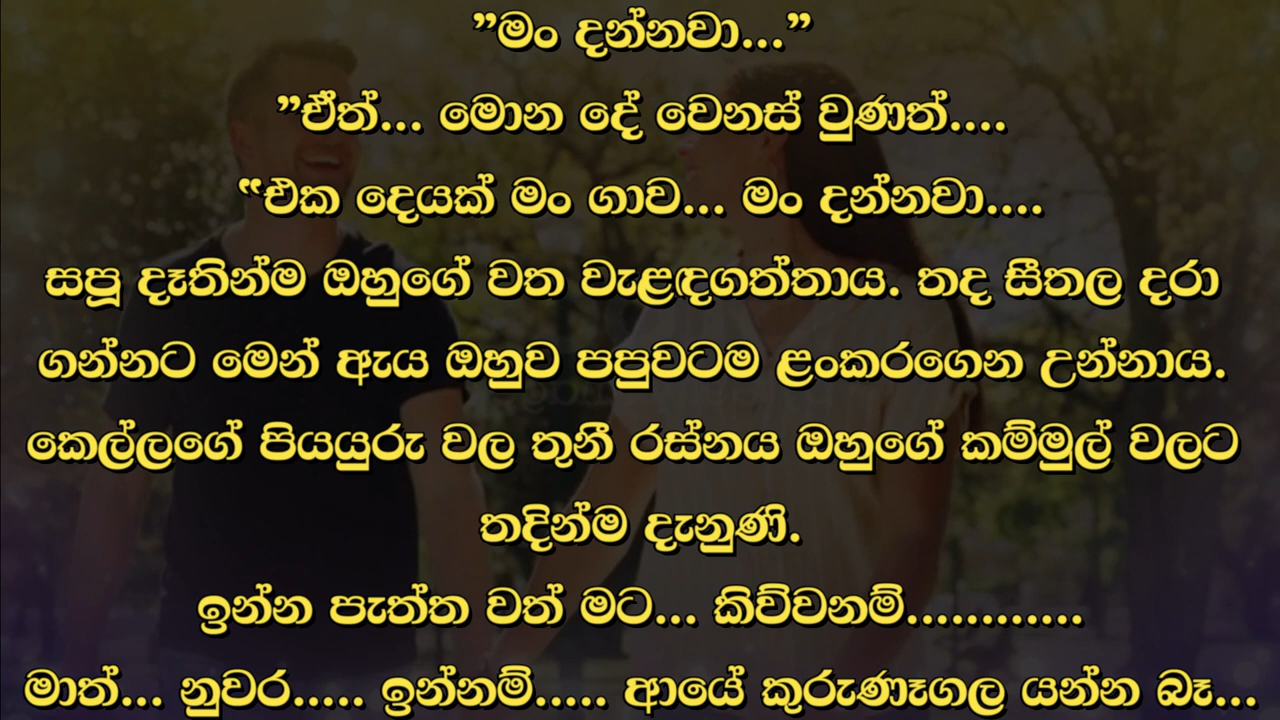 ”මං දන්නවා...”
”ඒත්... මොන දේ වෙනස් වුණත්....
“එක දෙයක් මං ගාව... මං දන්නවා....
සපූ දෑතින්ම ඔහුගේ වත වැළඳගත්තාය. තද සීතල දරා
ගන්නට මෙන් ඇය ඔහුව පපුවටම ළංකරගෙන උන්නාය.
කෙල්ලගේ පියයුරු වල තුනී රස්නය ඔහුගේ කම්මුල් වලට
තදින්ම දැනුණි.
ඉන්න පැත්ත වත් මට... කිව්වනම්............
මාත්... නුවර..... ඉන්නම්..... ආයේ කුරුණෑගල යන්න බෑ...